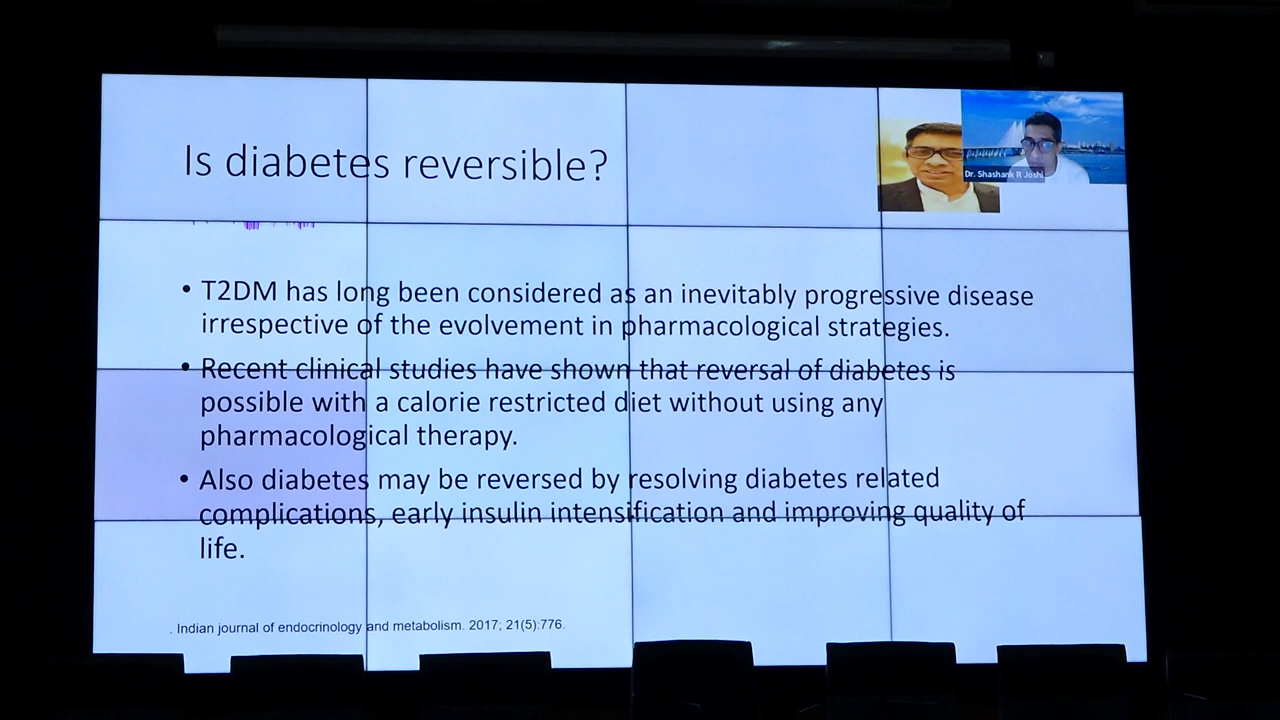 Is diabetes reversible?
Dr. Shashank R Joshi
• T2DM has long been considered as an inevitably progressive disease
irrespective of the evolvement in pharmacological strategies.
• Recent clinical studies have shown that reversal of diabetes is
possible with a calorie restricted diet without using any
pharmacological therapy.
• Also diabetes may be reversed by resolving diabetes related
complications, early insulin intensification and improving quality of
life.
. Indian journal of endocrinology and metabolism. 2017; 21(5):776.